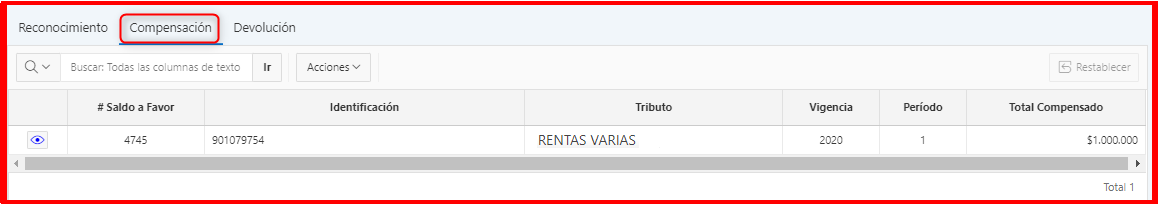 Reconocimiento Compensación Devolución
Buscar: Todas las columnas de texto Ir Acciones Restablecer
# Saldo a Favor Identificación Tributo Vigencia Período Total Compensado
4745 901079754 RENTAS VARIAS 2020 1 $1.000.000
Total 1